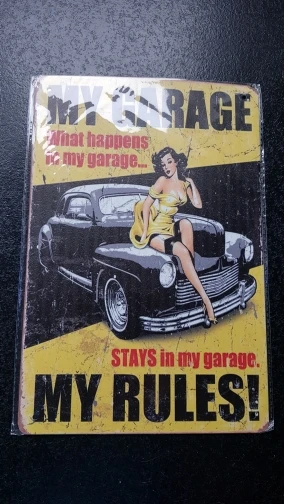 MY GARAGE
What happens
in my garage...
STAYS in my garage.
MY RULES!